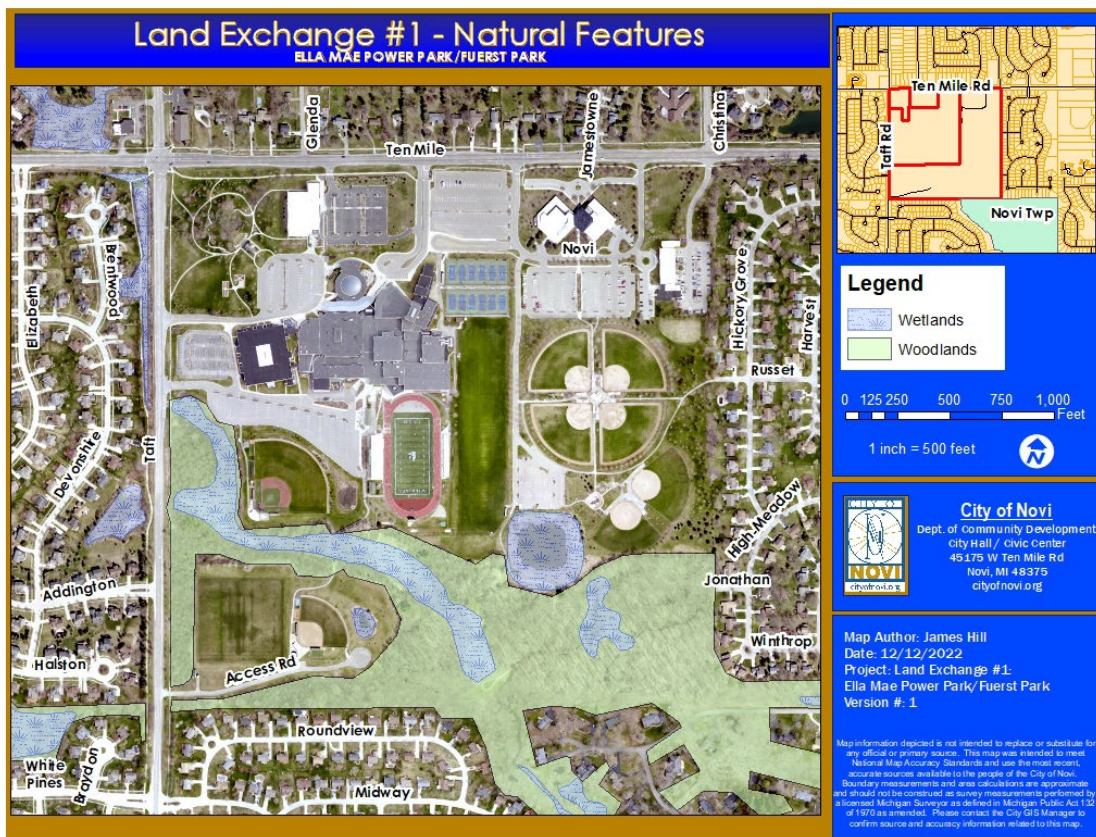 Land Exchange #1 - Natural Features
ELLA MAE POWER PARK/FUERST PARK
Glenda
Ten Mile
Jamestowne
Christina
Elizabeth
Brentwood
Novi
Hickory Grove
Harvest
Russet
Devonshire
Taft
High-Meadow
Jonathan
Addington
Winthrop
Halston
Access Rd
Roundview
White
Pines
Braydon
Midway
Ten Mile Rd
Taft Rd
Novi Twp
Legend
Wetlands
Woodlands
0 125 250 500 750 1,000
Feet
1 inch = 500 feet
N
CITY OF
NOVI
cityofnovi.org
City of Novi
Dept. of Community Development
City Hall / Civic Center
45175 W Ten Mile Rd
Novi, MI 48375
cityofnovi.org
Map Author: James Hill
Date: 12/12/2022
Project: Land Exchange #1:
Ella Mae Power Park/Fuerst Park
Version #: 1
Map information depicted is not intended to replace or substitute for
any official or primary source. This map was intended to meet
National Map Accuracy Standards and use the most recent,
accurate sources available to the people of the City of Novi.
Boundary measurements and area calculations are approximate
and should not be construed as survey measurements performed by
a licensed Michigan Surveyor as defined in Michigan Public Act 132
of 1970 as amended. Please contact the City GIS Manager to
confirm source and accuracy information related to this map.